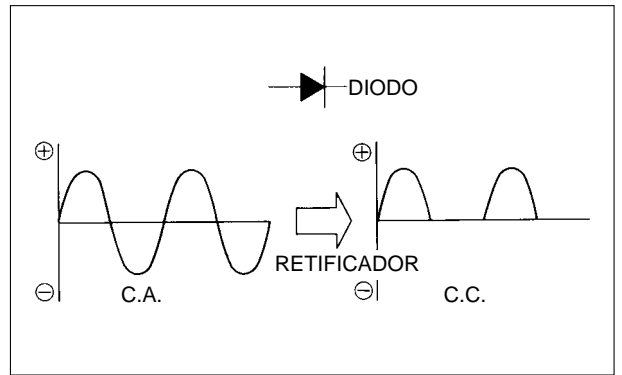 DIODO
⊕
⊕
RETIFICADOR
⊖ C.A.
⊖ C.C.